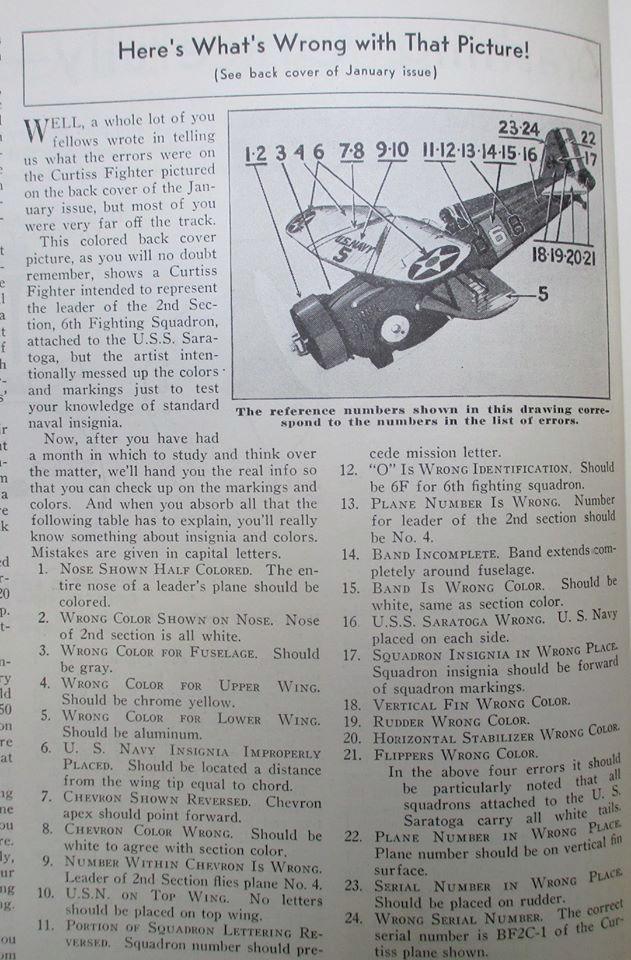 Here's What's Wrong with That Picture!
(See back cover of January issue)
WELL, a whole lot of you
fellows wrote in telling
us what the errors were on
the Curtiss Fighter pictured
on the back cover of the Jan-
uary issue, but most of you
were very far off the track.
This colored back cover
picture, as you will no doubt
remember, shows a Curtiss
Fighter intended to represent
the leader of the 2nd Sec-
tion, 6th Fighting Squadron,
attached to the U.S.S. Sara-
toga, but the artist inten-
tionally messed up the colors
and markings just to test
your knowledge of standard
naval insignia.
Now, after you have had
a month in which to study and think over
the matter, we'll hand you the real info so
that you can check up on the markings and
colors. And when you absorb all that the
following table has to explain, you'll really
know something about insignia and colors.
Mistakes are given in capital letters.
1. NOSE SHOWN HALF COLORED. The en-
tire nose of a leader's plane should be
colored.
2. WRONG COLOR SHOWN ON NOSE. Nose
of 2nd section is all white.
3. WRONG COLOR FOR FUSELAGE. Should
be gray.
4. WRONG COLOR FOR UPPER WING.
Should be chrome yellow.
5. WRONG COLOR FOR LOWER WING.
Should be aluminum.
6. U. S. NAVY INSIGNIA IMPROPERLY
PLACED. Should be located a distance
from the wing tip equal to chord.
7. CHEVRON SHOWN REVERSED. Chevron
apex should point forward.
8. CHEVRON COLOR WRONG. Should be
white to agree with section color.
9. NUMBER WITHIN CHEVRON IS WRONG.
Leader of 2nd Section flies plane No. 4.
10. U.S.N. ON TOP WING. No letters
should be placed on top wing.
11. PORTION OF SQUADRON LETTERING RE-
VERSED. Squadron number should pre-
1·2 3 4 6 7·8 9·10 11·12·13·14·15·16
23·24
22
17
18·19·20·21
5
U.S.NAVY
5
6
The reference numbers shown in this drawing corre-
spond to the numbers in the list of errors.
cede mission letter.
12. "O" IS WRONG IDENTIFICATION. Should
be 6F for 6th fighting squadron.
13. PLANE NUMBER IS WRONG. Number
for leader of the 2nd section should
be No. 4.
14. BAND INCOMPLETE. Band extends com-
pletely around fuselage.
15. BAND IS WRONG COLOR. Should be
white, same as section color.
16. U.S.S. SARATOGA WRONG. U. S. Navy
placed on each side.
17. SQUADRON INSIGNIA IN WRONG PLACE.
Squadron insignia should be forward
of squadron markings.
18. VERTICAL FIN WRONG COLOR.
19. RUDDER WRONG COLOR.
20. HORIZONTAL STABILIZER WRONG COLOR.
21. FLIPPERS WRONG COLOR.
In the above four errors it should
be particularly noted that all
squadrons attached to the U. S.
Saratoga carry all white tails.
22. PLANE NUMBER IN WRONG PLACE.
Plane number should be on vertical fin
surface.
23. SERIAL NUMBER IN WRONG PLACE.
Should be placed on rudder.
24. WRONG SERIAL NUMBER. The correct
serial number is BF2C-1 of the Cur-
tiss plane shown.